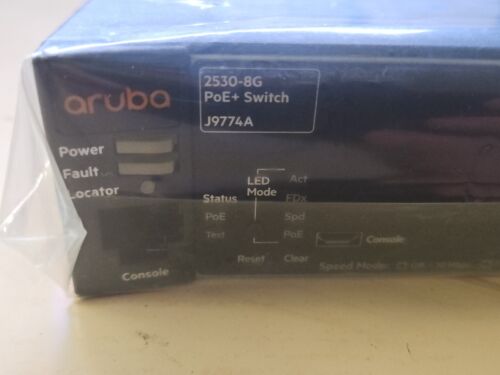 aruba
2530-8G
PoE+ Switch
J9774A
Power
Fault
Locator
Console
Status
PoE
Test
LED
Mode
Act
FDx
Spd
PoE
Reset
Clear
Console
Speed Mode: